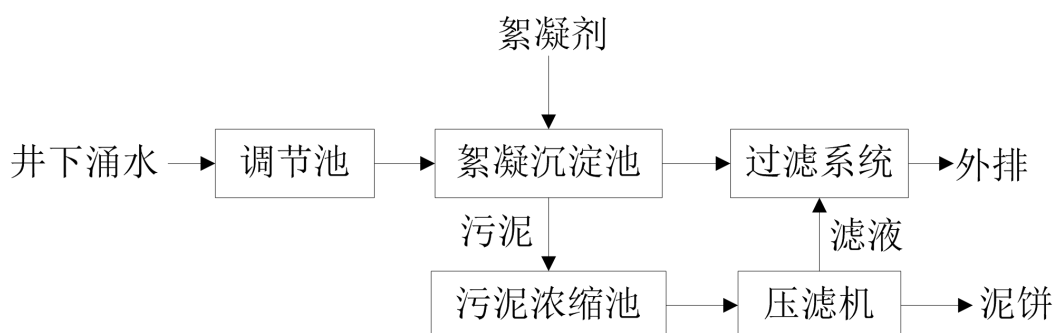 絮凝剂
井下涌水
调节池
絮凝沉淀池
过滤系统
外排
污泥
滤液
污泥浓缩池
压滤机
泥饼